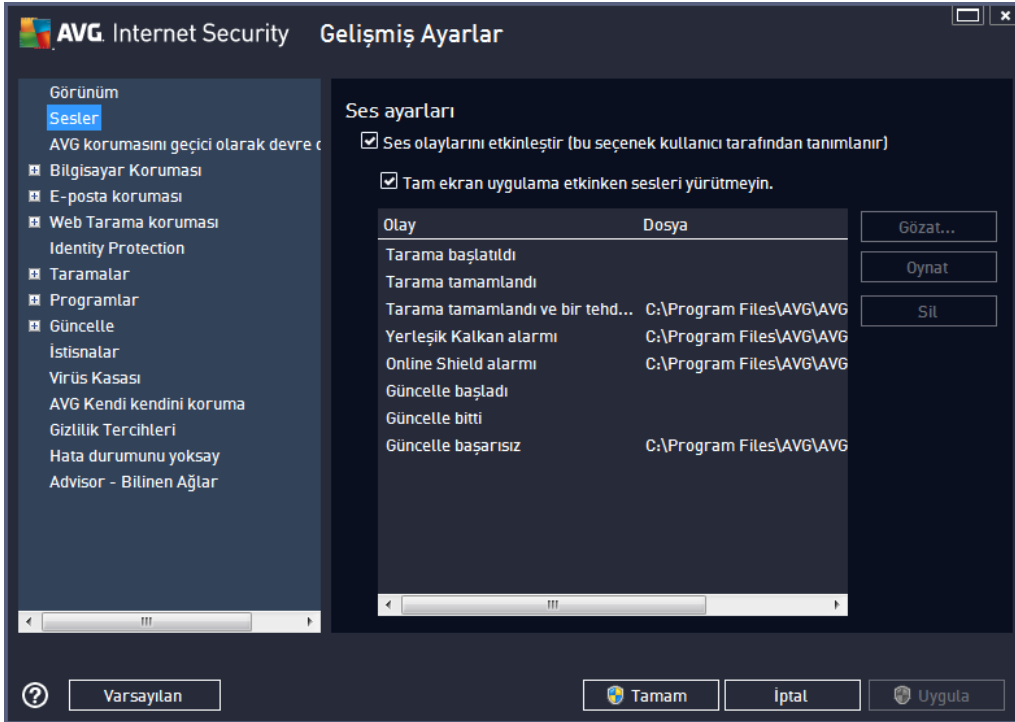 AVG. Internet Security Gelişmiş Ayarlar
Görünüm
Sesler
AVG korumasını geçici olarak devre
Bilgisayar Koruması
E-posta koruması
Web Tarama koruması
Identity Protection
Taramalar
Programlar
Güncelle
İstisnalar
Virüs Kasası
AVG Kendi kendini koruma
Gizlilik Tercihleri
Hata durumunu yoksay
Advisor - Bilinen Ağlar
Ses ayarları
Ses olaylarını etkinleştir (bu seçenek kullanıcı tarafından tanımlanır)
Tam ekran uygulama etkinken sesleri yürütmeyin.
Olay Dosya
Tarama başlatıldı
Tarama tamamlandı
Tarama tamamlandı ve bir tehd... C:\Program Files\AVG\AVG
Yerleşik Kalkan alarmı C:\Program Files\AVG\AVG
Online Shield alarmı C:\Program Files\AVG\AVG
Güncelle başladı
Güncelle bitti
Güncelle başarısız C:\Program Files\AVG\AVG
Gözat...
Oynat
Sil
Varsayılan
Tamam
İptal
Uygula